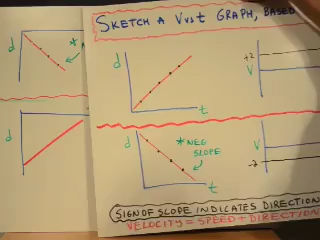 SKETCH A V vs t GRAPH, BASED
d
*
d
d
t
+2
V
d
* NEG
SLOPE
t
V
-2
SIGN OF SLOPE INDICATES DIRECTION
VELOCITY = SPEED + DIRECTION